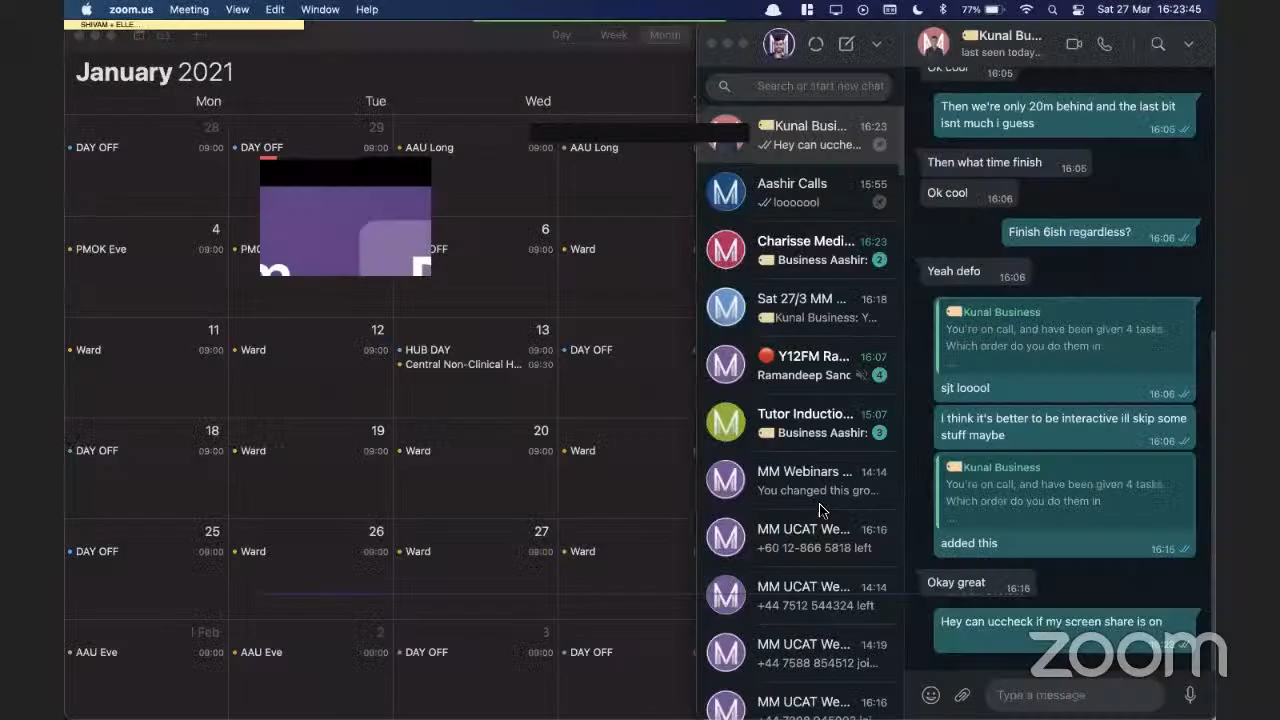 zoom.us Meeting View Edit Window Help
77% Sat 27 Mar 16:23:45
SHIVAM + ELLE...
Day Week Month
January 2021
Mon Tue Wed
28 29
DAY OFF 09:00 DAY OFF 09:00 AAU Long 09:00 AAU Long
4 6
PMOK Eve 09:00 OFF 09:00 Ward
11 12 13
Ward 09:00 Ward 09:00 HUB DAY 09:00 DAY OFF
Central Non-Clinical H... 09:30
18 19 20
DAY OFF 09:00 Ward 09:00 Ward 09:00 Ward
25 26 27
DAY OFF 09:00 Ward 09:00 Ward 09:00 Ward
1 Feb 2 3
AAU Eve 09:00 AAU Eve 09:00 DAY OFF 09:00 DAY OFF
Search or start new chat
Kunal Busi... 16:23
Hey can ucche...
Aashir Calls 15:55
looooool
Charisse Medi... 16:23
Business Aashir: 2
Sat 27/3 MM ... 16:18
Kunal Business: Y...
Y12FM Ra... 16:07
Ramandeep Sanc 4
Tutor Inductio... 15:07
Business Aashir: 3
MM Webinars ... 14:14
You changed this gro...
MM UCAT We... 16:16
+60 12-866 5818 left
MM UCAT We... 14:14
+44 7512 544324 left
MM UCAT We... 14:19
+44 7588 854512 joi...
MM UCAT We... 16:16
Kunal Bu...
last seen today...
Ok cool 16:05
Then we're only 20m behind and the last bit
isnt much i guess
16:05
Then what time finish 16:05
Ok cool 16:06
Finish 6ish regardless? 16:06
Yeah defo 16:06
Kunal Business
You're on call, and have been given 4 tasks.
Which order do you do them in
...
sjt looool 16:06
I think it's better to be interactive ill skip some
stuff maybe 16:06
Kunal Business
You're on call, and have been given 4 tasks.
Which order do you do them in
...
added this 16:15
Okay great 16:16
Hey can uccheck if my screen share is on
zoom
Type a message